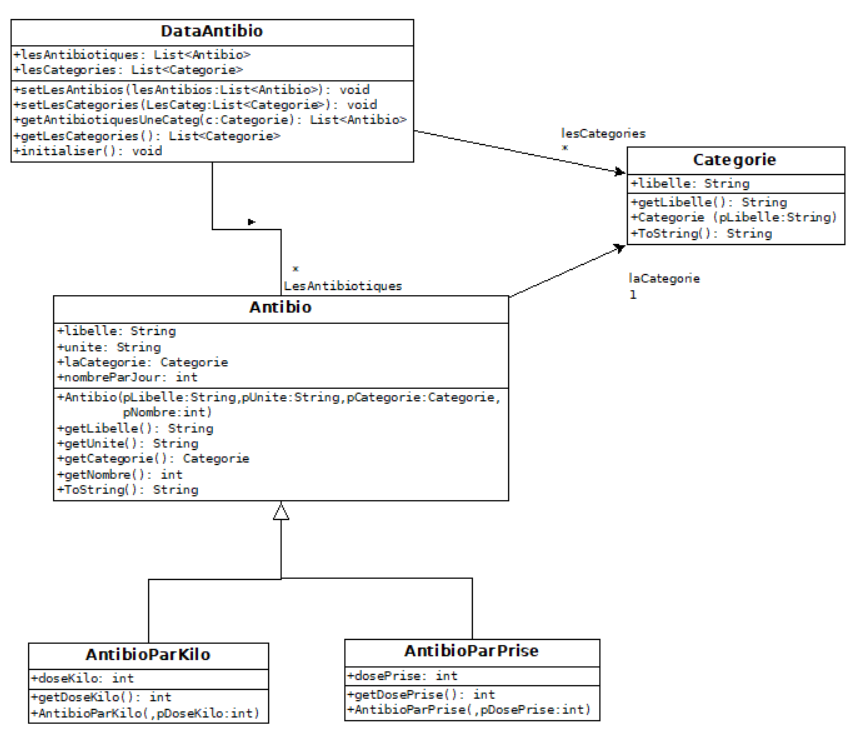 DataAntibio
+lesAntibiotiques: List<Antibio>
+lesCategories: List<Categorie>
+setLesAntibios(lesAntibios:List<Antibio>): void
+setLesCategories(LesCateg:List<Categorie>): void
+getAntibiotiquesUneCateg(c:Categorie): List<Antibio>
+getLesCategories(): List<Categorie>
+initialiser(): void
lesCategories
*
Categorie
+libelle: String
+getLibelle(): String
+Categorie (pLibelle:String)
+ToString(): String
*
LesAntibiotiques
laCategorie
1
Antibio
+libelle: String
+unite: String
+laCategorie: Categorie
+nombreParJour: int
+Antibio(pLibelle:String,pUnite:String,pCategorie:Categorie,
pNombre:int)
+getLibelle(): String
+getUnite(): String
+getCategorie(): Categorie
+getNombre(): int
+ToString(): String
AntibioParKilo
+doseKilo: int
+getDoseKilo(): int
+AntibioParKilo(,pDoseKilo:int)
AntibioParPrise
+dosePrise: int
+getDosePrise(): int
+AntibioParPrise(,pDosePrise:int)